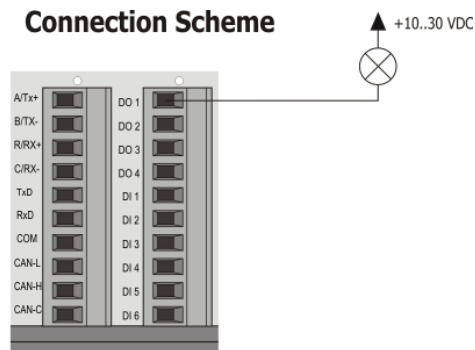 Connection Scheme
+10..30 VDC
A/Tx+
B/TX-
R/RX+
C/RX-
TxD
RxD
COM
CAN-L
CAN-H
CAN-C
DO 1
DO 2
DO 3
DO 4
DI 1
DI 2
DI 3
DI 4
DI 5
DI 6